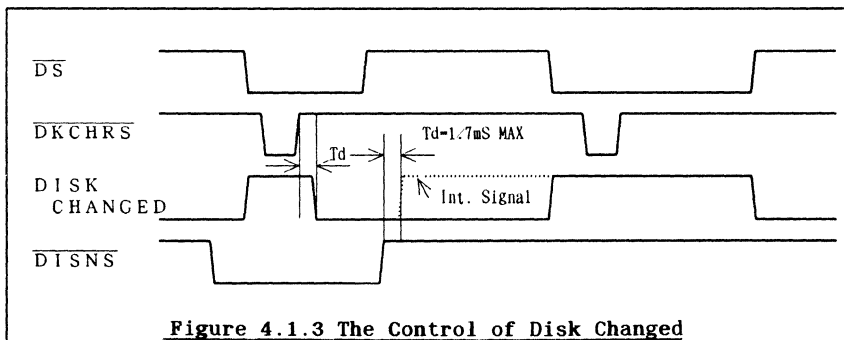 DS
DKCHRS
Td=1.7mS MAX
Td
DISK
CHANGED
Int. Signal
DISNS
Figure 4.1.3 The Control of Disk Changed